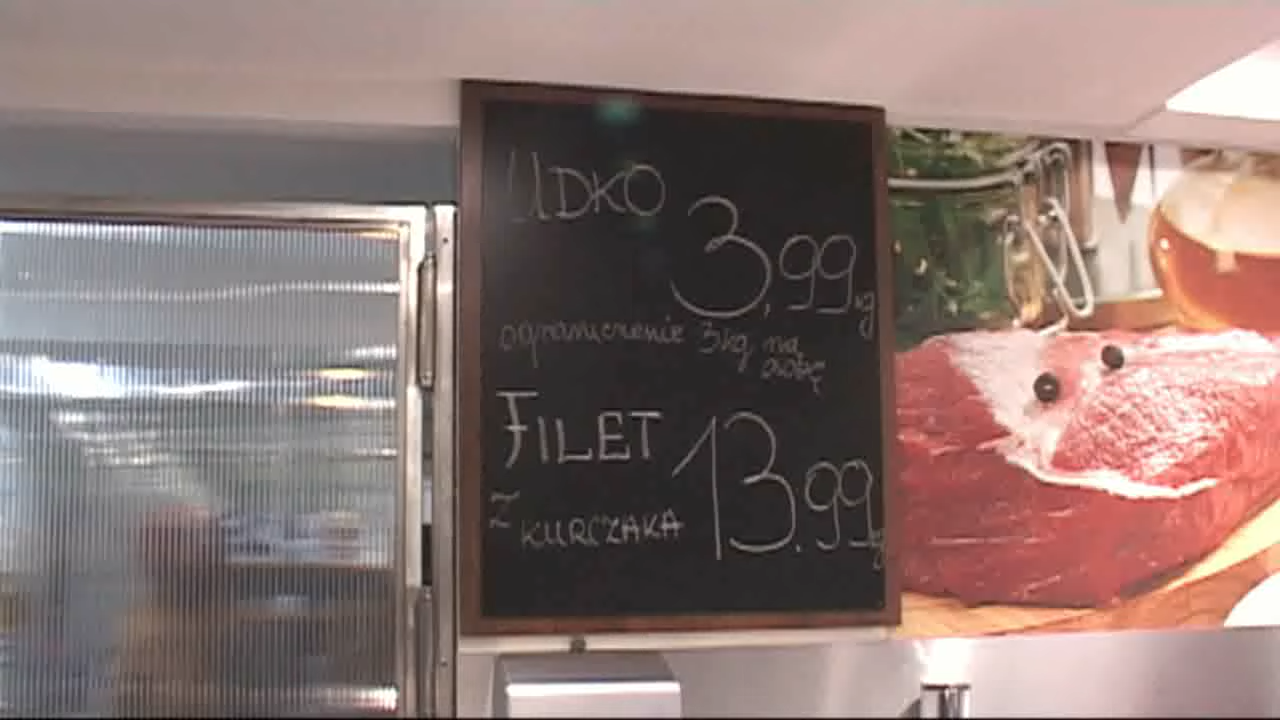 UDKO
3,99 kg
ograniczenie 3kg na
osobę
FILET
13.99 kg
Z KURCZAKA